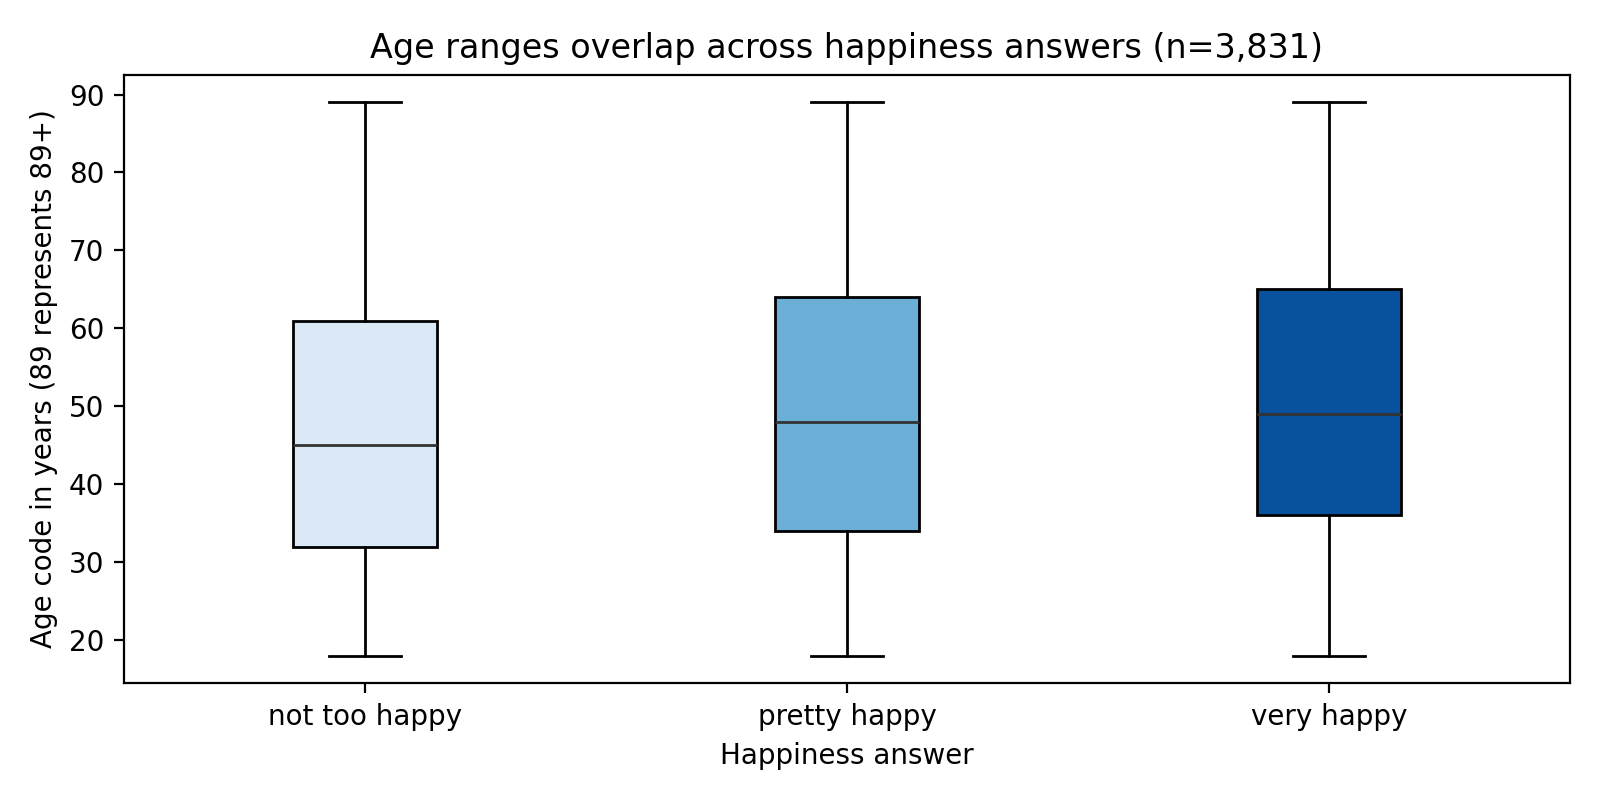 Age ranges overlap across happiness answers (n=3,831)
Age code in years (89 represents 89+)
90
80
70
60
50
40
30
20
not too happy
pretty happy
very happy
Happiness answer